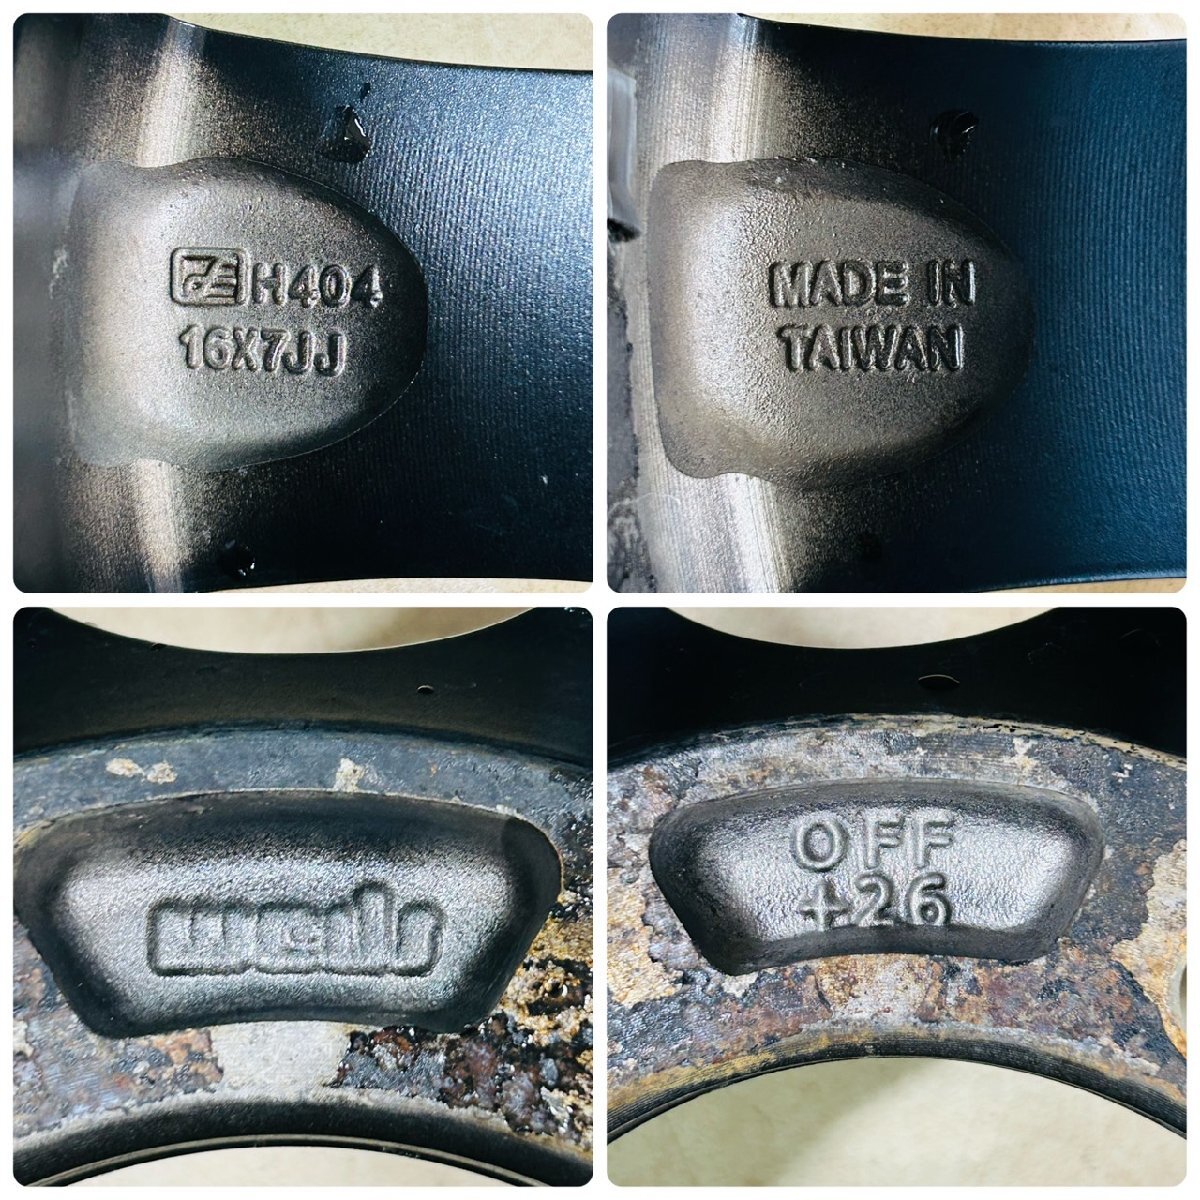 H404
16X7JJ
MADE IN
TAIWAN
weds
OFF
+26